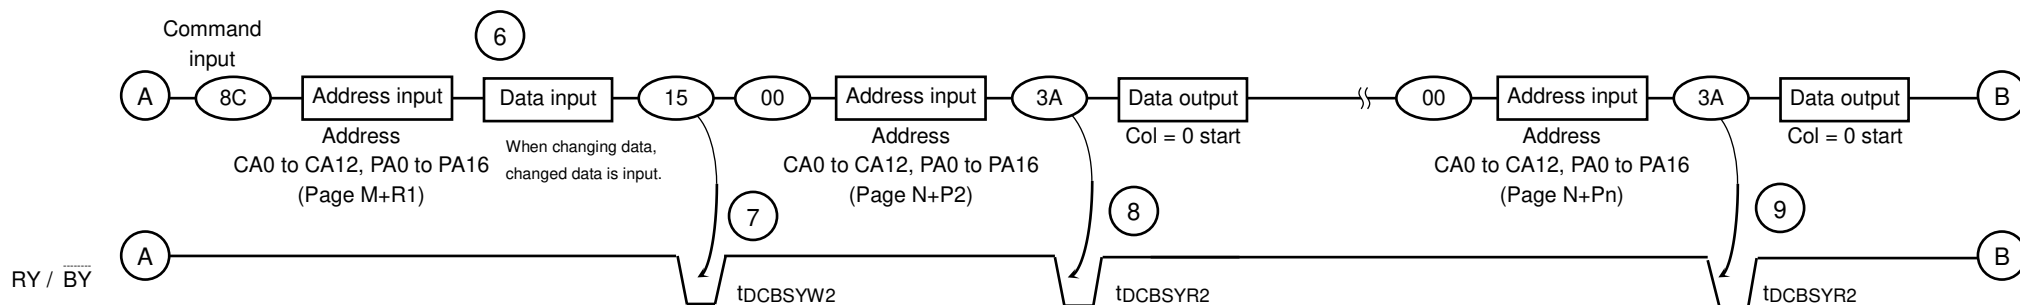 Command
input
6
A
8C
Address input
Data input
15
00
Address input
3A
Data output
00
Address input
3A
Data output
B
Address
CA0 to CA12, PA0 to PA16
(Page M+R1)
When changing data,
changed data is input.
Address
CA0 to CA12, PA0 to PA16
(Page N+P2)
Col = 0 start
Address
CA0 to CA12, PA0 to PA16
(Page N+Pn)
Col = 0 start
7
8
9
A
B
RY / BY
tDCBSYW2
tDCBSYR2
tDCBSYR2